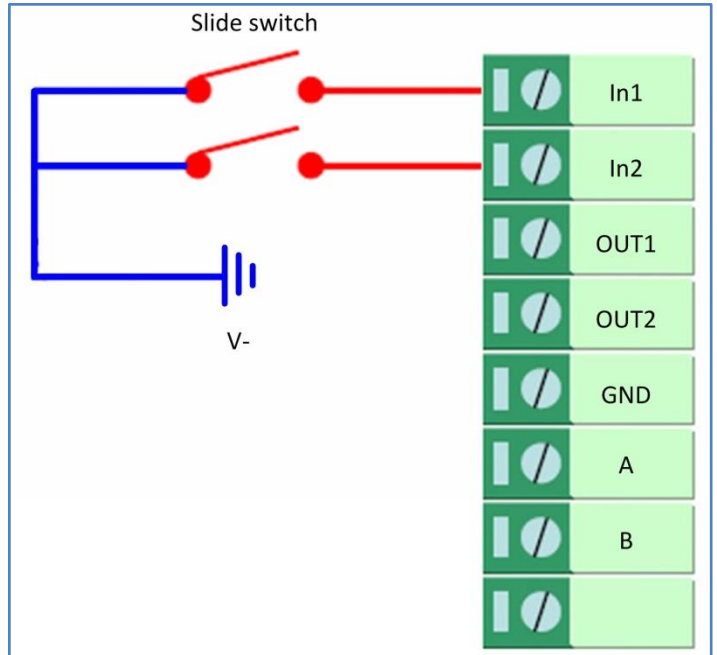 Slide switch
In1
In2
OUT1
OUT2
V-
GND
A
B